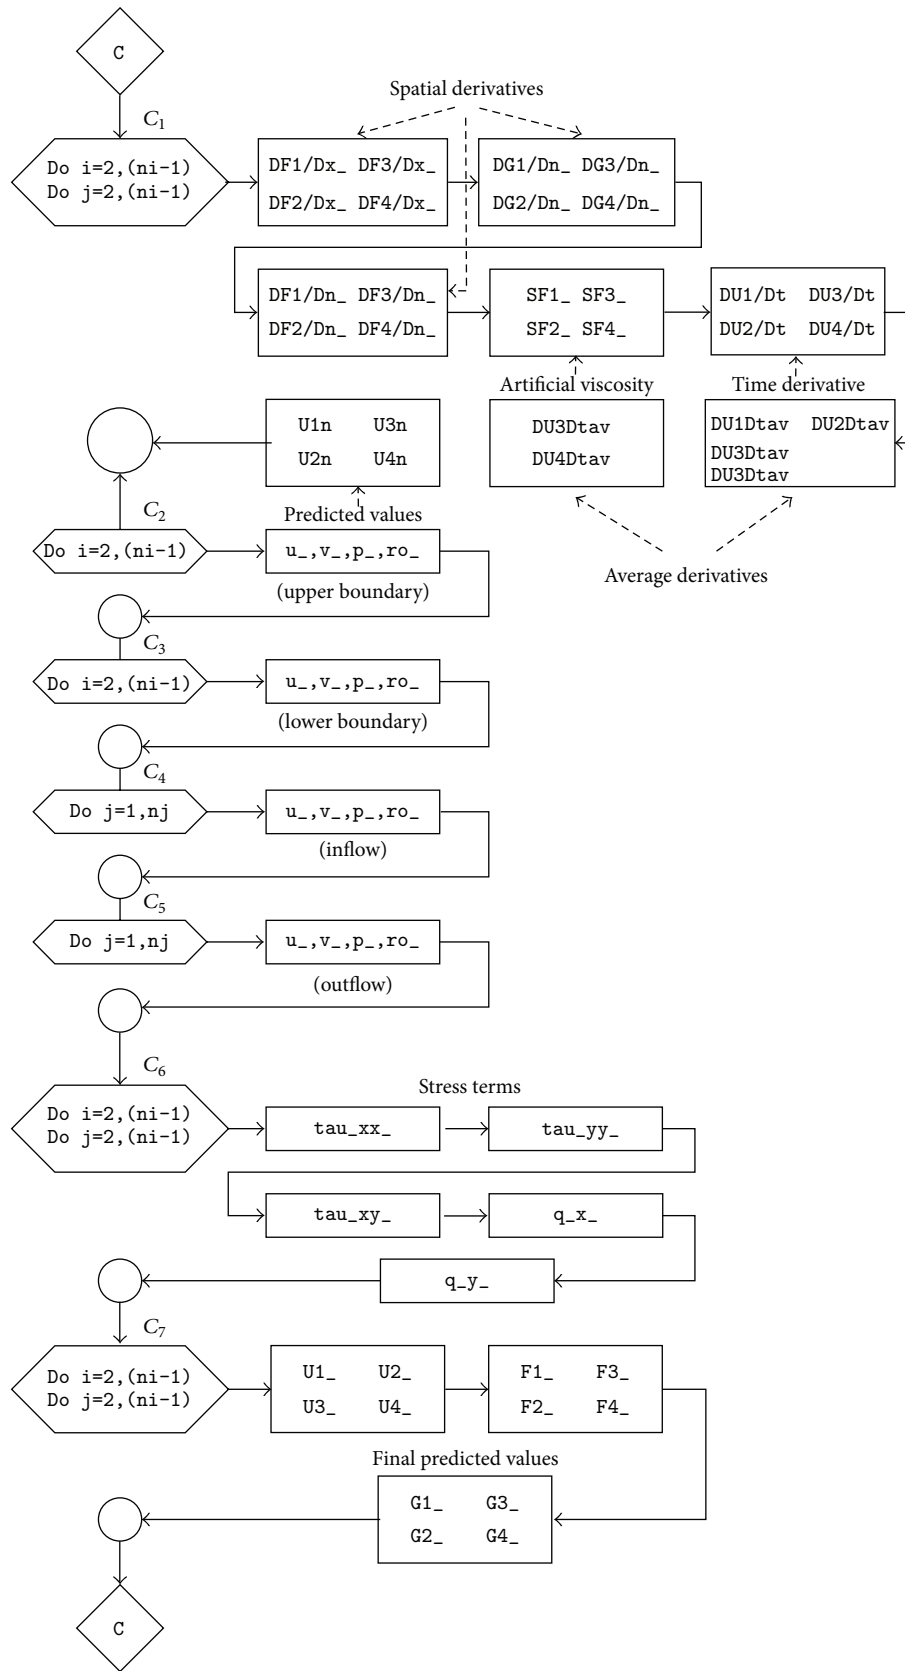 C
C1
Spatial derivatives
Do i=2,(ni-1)
Do j=2,(ni-1)
DF1/Dx_ DF3/Dx_
DF2/Dx_ DF4/Dx_
DG1/Dn_ DG3/Dn_
DG2/Dn_ DG4/Dn_
DF1/Dn_ DF3/Dn_
DF2/Dn_ DF4/Dn_
SF1_ SF3_
SF2_ SF4_
DU1/Dt DU3/Dt
DU2/Dt DU4/Dt
Artificial viscosity
Time derivative
U1n U3n
U2n U4n
DU3Dtav
DU4Dtav
DU1Dtav DU2Dtav
DU3Dtav
DU3Dtav
C2
Predicted values
Do i=2,(ni-1)
u_,v_,p_,ro_
(upper boundary)
Average derivatives
C3
Do i=2,(ni-1)
u_,v_,p_,ro_
(lower boundary)
C4
Do j=1,nj
u_,v_,p_,ro_
(inflow)
C5
Do j=1,nj
u_,v_,p_,ro_
(outflow)
C6
Stress terms
Do i=2,(ni-1)
Do j=2,(ni-1)
tau_xx_
tau_yy_
tau_xy_
q_x_
q_y_
C7
Do i=2,(ni-1)
Do j=2,(ni-1)
U1_ U2_
U3_ U4_
F1_ F3_
F2_ F4_
Final predicted values
G1_ G3_
G2_ G4_
C